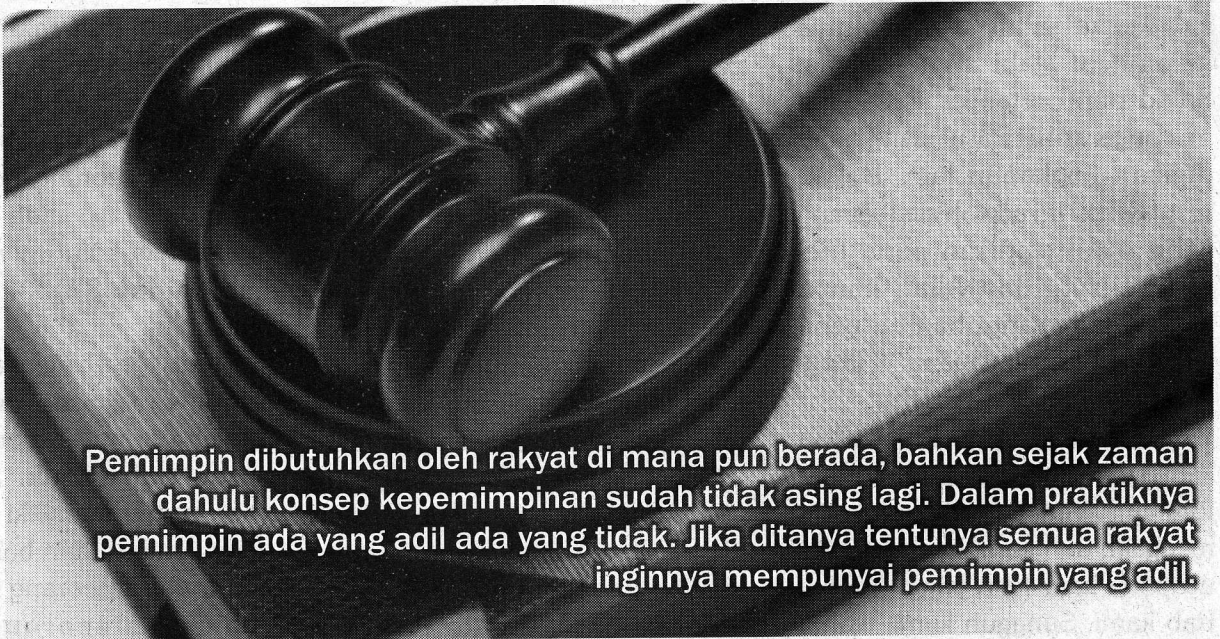 Pemimpin dibutuhkan oleh rakyat di mana pun berada, bahkan sejak zaman
dahulu konsep kepemimpinan sudah tidak asing lagi. Dalam praktiknya
pemimpin ada yang adil ada yang tidak. Jika ditanya tentunya semua rakyat
inginnya mempunyai pemimpin yang adil.